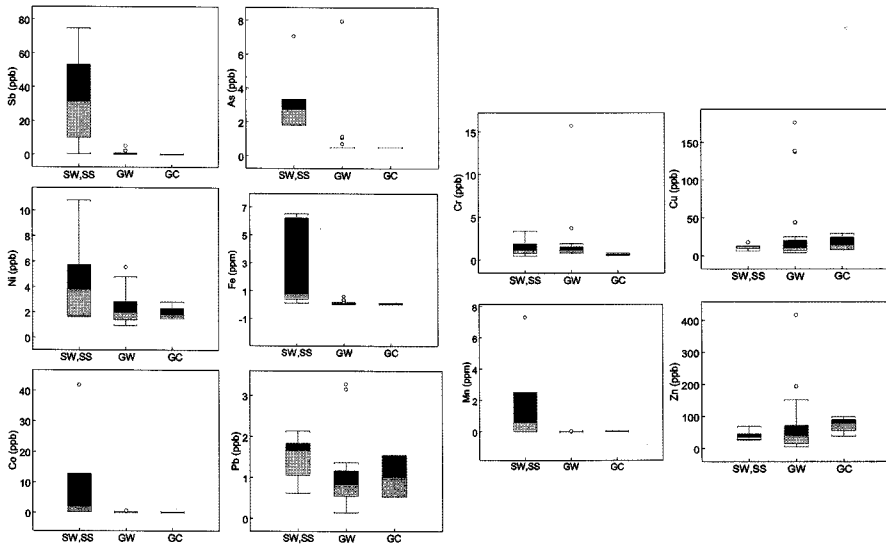 Sb (ppb)
80
60
40
20
0
SW,SS GW GC
As (ppb)
8
6
4
2
0
SW,SS GW GC
Ni (ppb)
10
8
6
4
2
0
SW,SS GW GC
Fe (ppm)
7
5
3
1
-1
SW,SS GW GC
Co (ppb)
40
30
20
10
0
SW,SS GW GC
Pb (ppb)
3
2
1
0
SW,SS GW GC
Cr (ppb)
15
10
5
0
SW,SS GW GC
Cu (ppb)
150
100
50
0
SW,SS GW GC
Mn (ppm)
8
6
4
2
0
SW,SS GW GC
Zn (ppb)
400
300
200
100
0
SW,SS GW GC